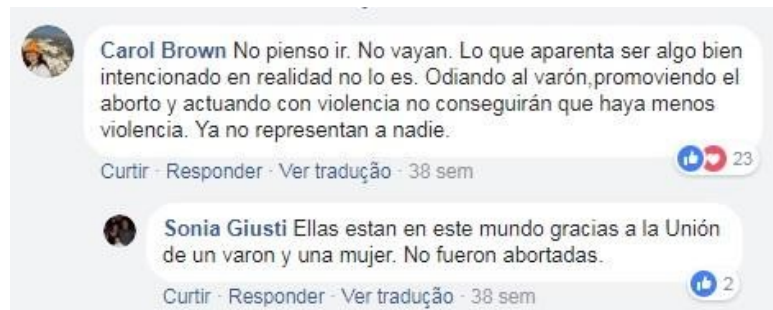 Carol Brown No pienso ir. No vayan. Lo que aparenta ser algo bien
intencionado en realidad no lo es. Odiando al varón,promoviendo el
aborto y actuando con violencia no conseguirán que haya menos
violencia. Ya no representan a nadie.
23
Curtir · Responder · Ver tradução · 38 sem
Sonia Giusti Ellas estan en este mundo gracias a la Unión
de un varon y una mujer. No fueron abortadas.
2
Curtir · Responder · Ver tradução · 38 sem